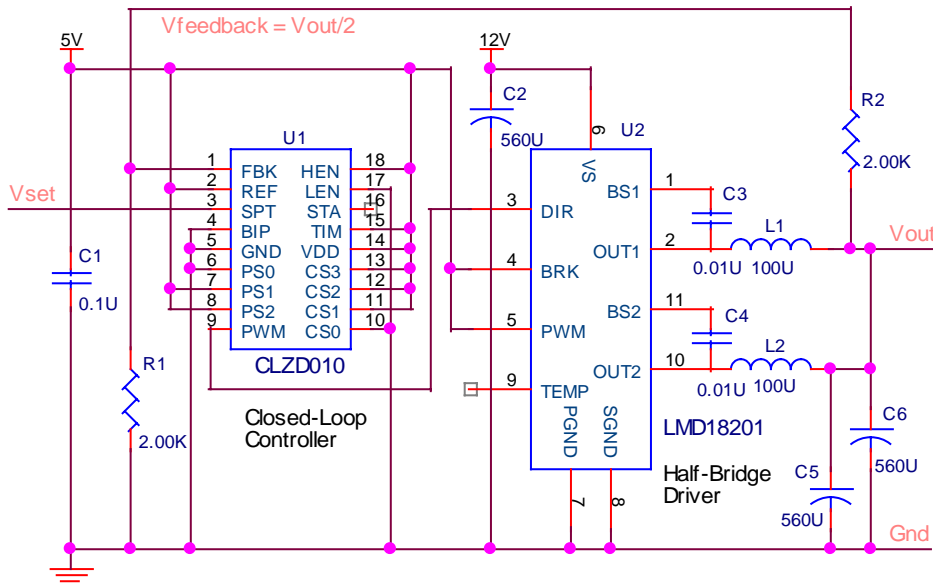 Vfeedback = Vout/2
5V
12V
C2
560U
R2
2.00K
U1
1 FBK HEN 18
2 REF LEN 17
3 SPT STA 16
4 BIP TIM 15
5 GND VDD 14
6 PS0 CS3 13
7 PS1 CS2 12
8 PS2 CS1 11
9 PWM CS0 10
CLZD010
Closed-Loop
Controller
Vset
C1
0.1U
R1
2.00K
U2
6
VS
3 DIR
4 BRK
5 PWM
9 TEMP
BS1 1
OUT1 2
BS2 11
OUT2 10
PGND
SGND
7
8
LMD18201
Half-Bridge
Driver
C3
0.01U
L1
100U
Vout
C4
0.01U
L2
100U
C6
560U
C5
560U
Gnd